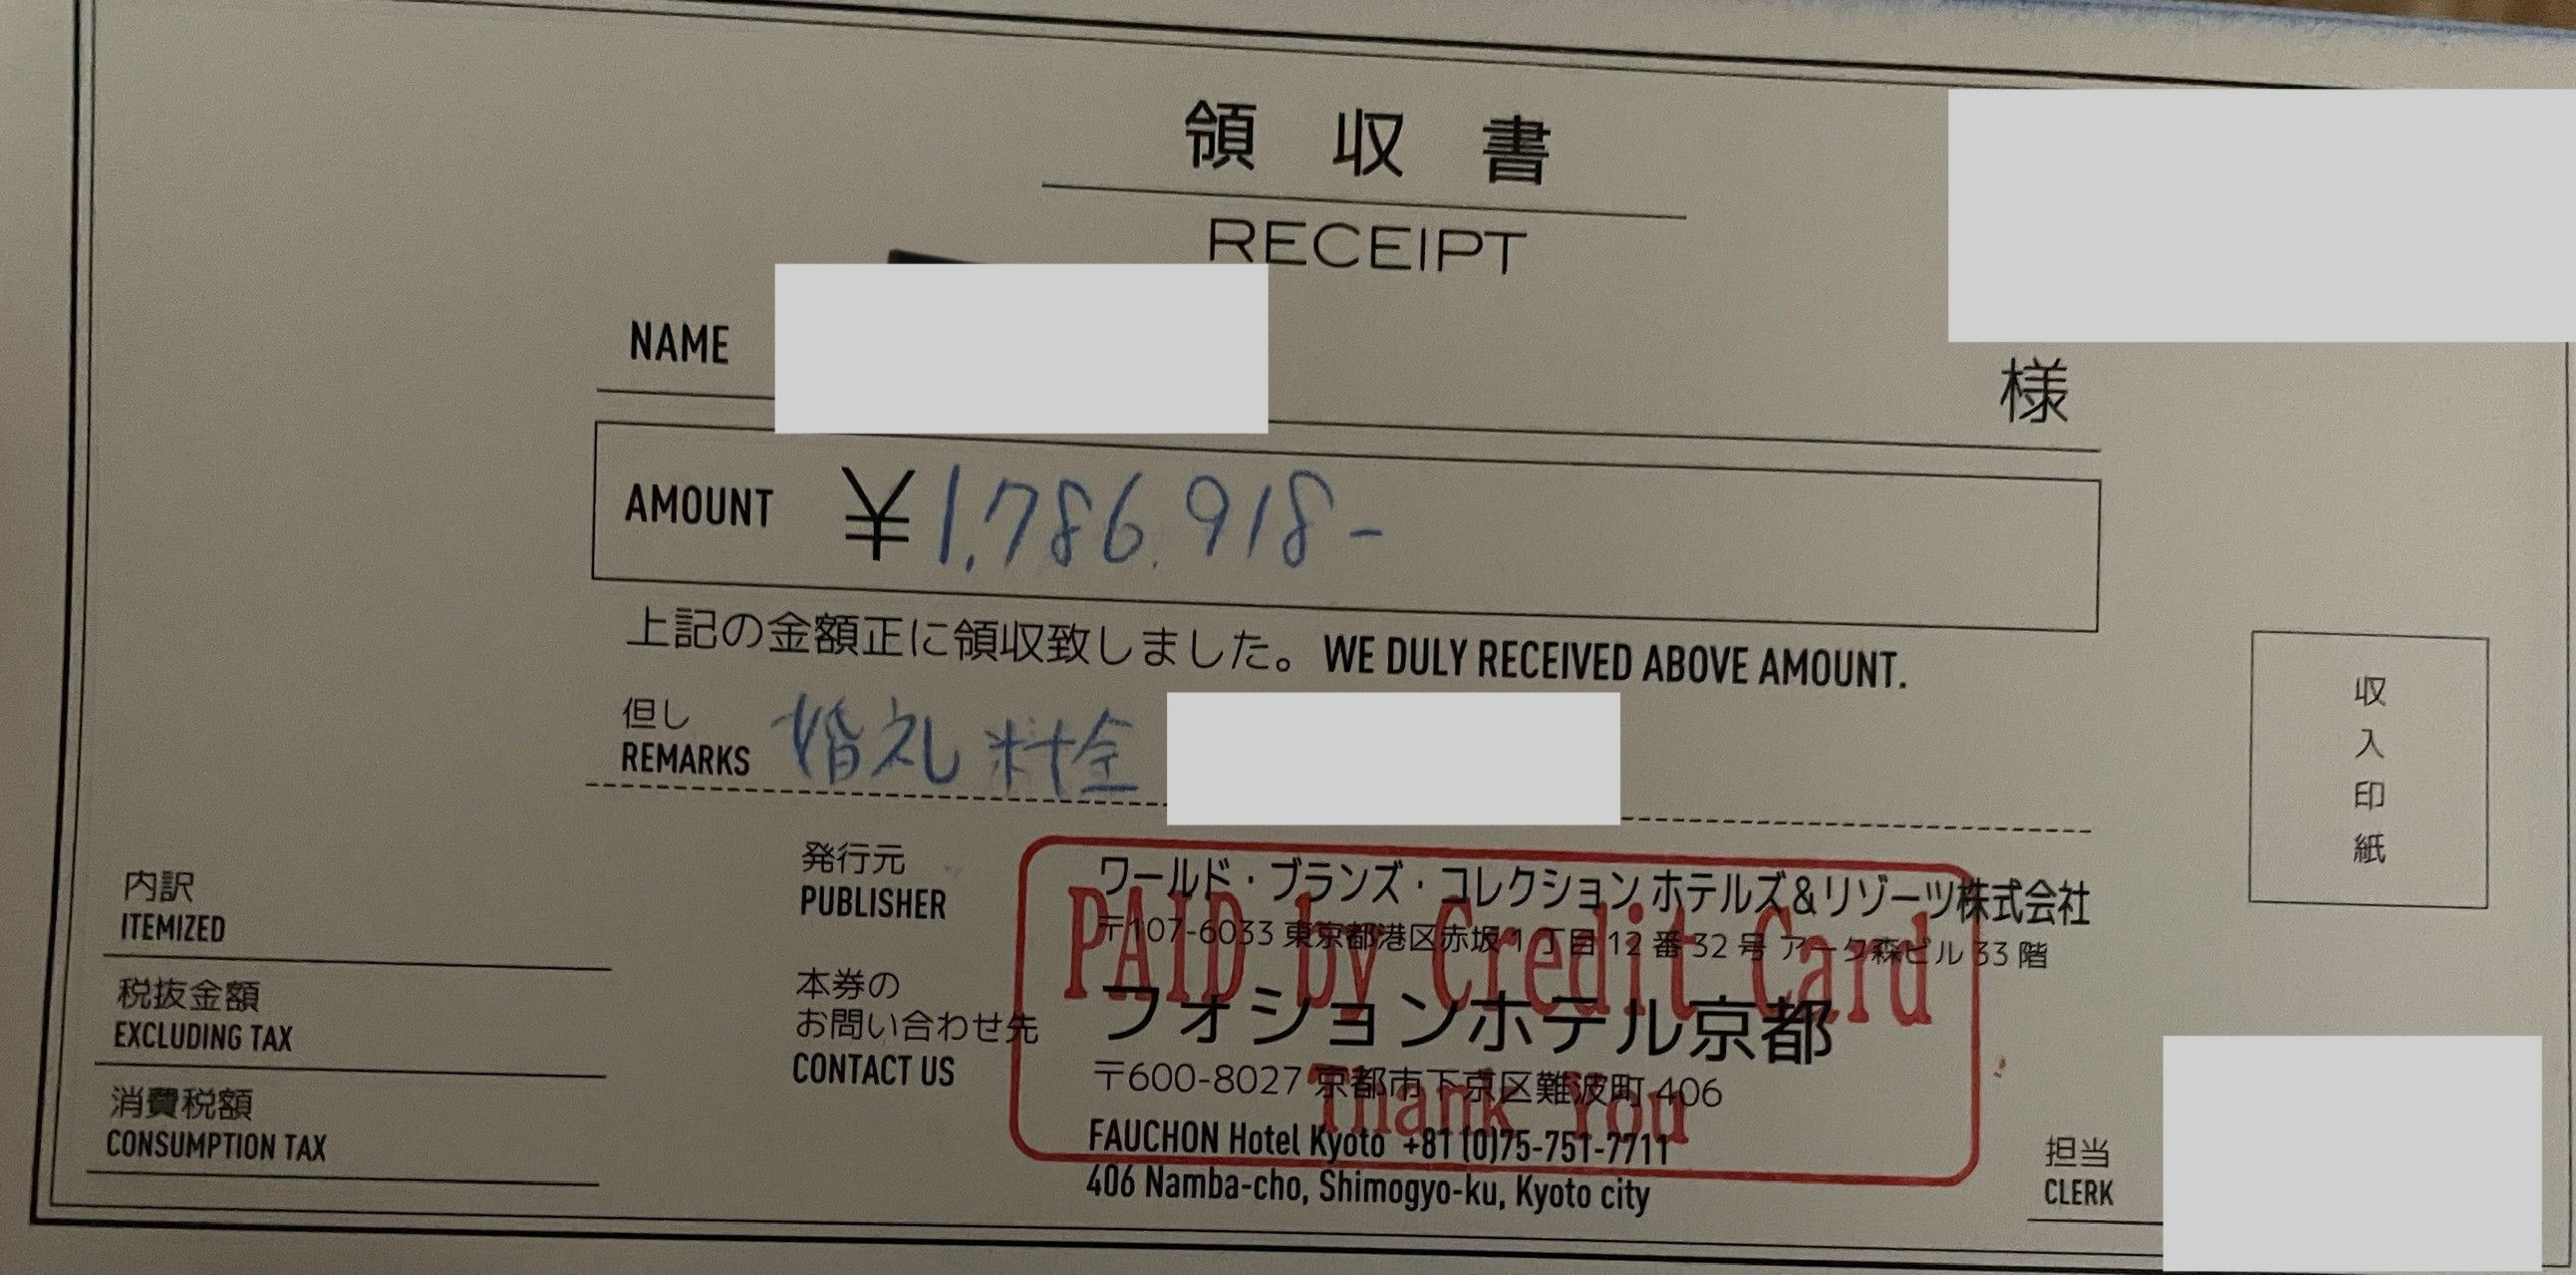 領収書
RECEIPT
NAME
様
AMOUNT ¥1,786,918-
上記の金額正に領収致しました。WE DULY RECEIVED ABOVE AMOUNT.
但し
REMARKS 婚礼料金
収入印紙
内訳
ITEMIZED
税抜金額
EXCLUDING TAX
消費税額
CONSUMPTION TAX
発行元
PUBLISHER
ワールド・ブランズ・コレクション ホテルズ&リゾーツ株式会社
〒107-6033 東京都港区赤坂1丁目12番32号 アーク森ビル 33階
本券の
お問い合わせ先
CONTACT US
フォションホテル京都
〒600-8027 京都市下京区難波町 406
FAUCHON Hotel Kyoto +81 (0)75-751-7711
406 Namba-cho, Shimogyo-ku, Kyoto city
PAID by Credit Card
Thank You
担当
CLERK